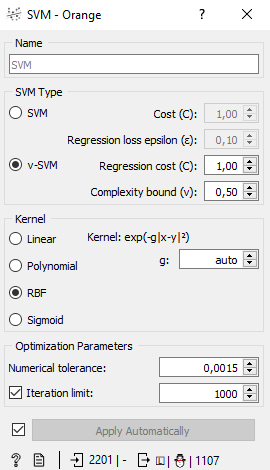 SVM - Orange ? ×
Name
SVM
SVM Type
SVM Cost (C): 1,00
Regression loss epsilon (ε): 0,10
v-SVM Regression cost (C): 1,00
Complexity bound (ν): 0,50
Kernel
Linear Kernel: exp(-g|x-y|²)
g: auto
Polynomial
RBF
Sigmoid
Optimization Parameters
Numerical tolerance: 0,0015
Iteration limit: 1000
Apply Automatically
? 2201 | - | 1107